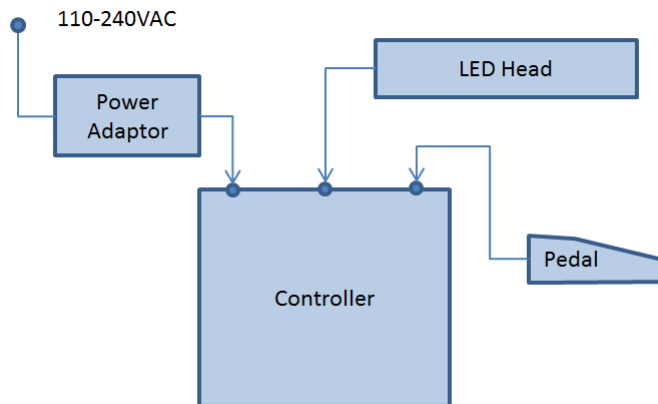 110-240VAC
LED Head
Power
Adaptor
Pedal
Controller